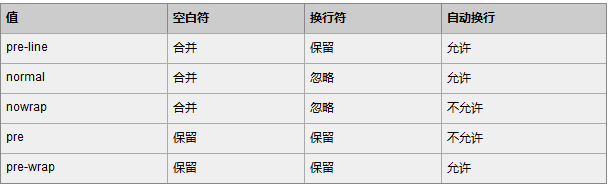 值 空白符 换行符 自动换行
pre-line 合并 保留 允许
normal 合并 忽略 允许
nowrap 合并 忽略 不允许
pre 保留 保留 不允许
pre-wrap 保留 保留 允许